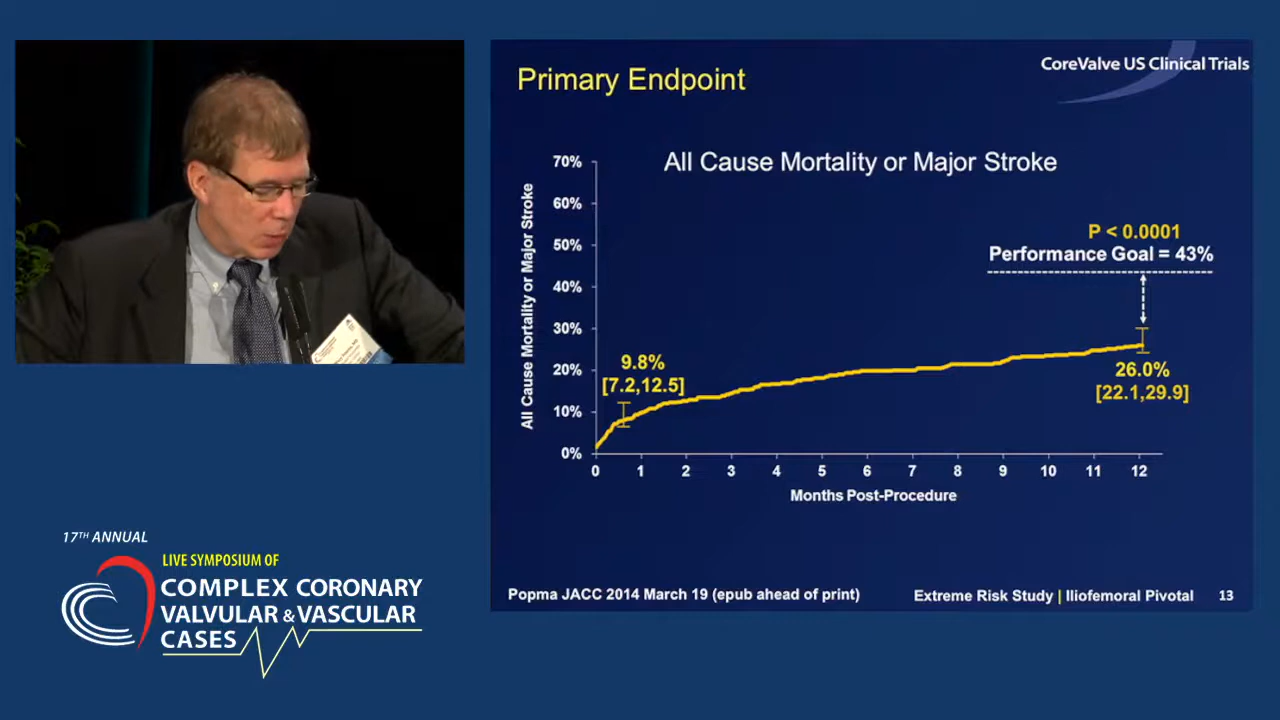 CoreValve US Clinical Trials
Primary Endpoint
All Cause Mortality or Major Stroke
All Cause Mortality or Major Stroke
70%
60%
50%
40%
30%
20%
10%
0%
P < 0.0001
Performance Goal = 43%
9.8%
[7.2,12.5]
26.0%
[22.1,29.9]
0 1 2 3 4 5 6 7 8 9 10 11 12
Months Post-Procedure
Popma JACC 2014 March 19 (epub ahead of print)
Extreme Risk Study | Iliofemoral Pivotal 13
17TH ANNUAL
LIVE SYMPOSIUM OF
COMPLEX CORONARY
VALVULAR & VASCULAR
CASES